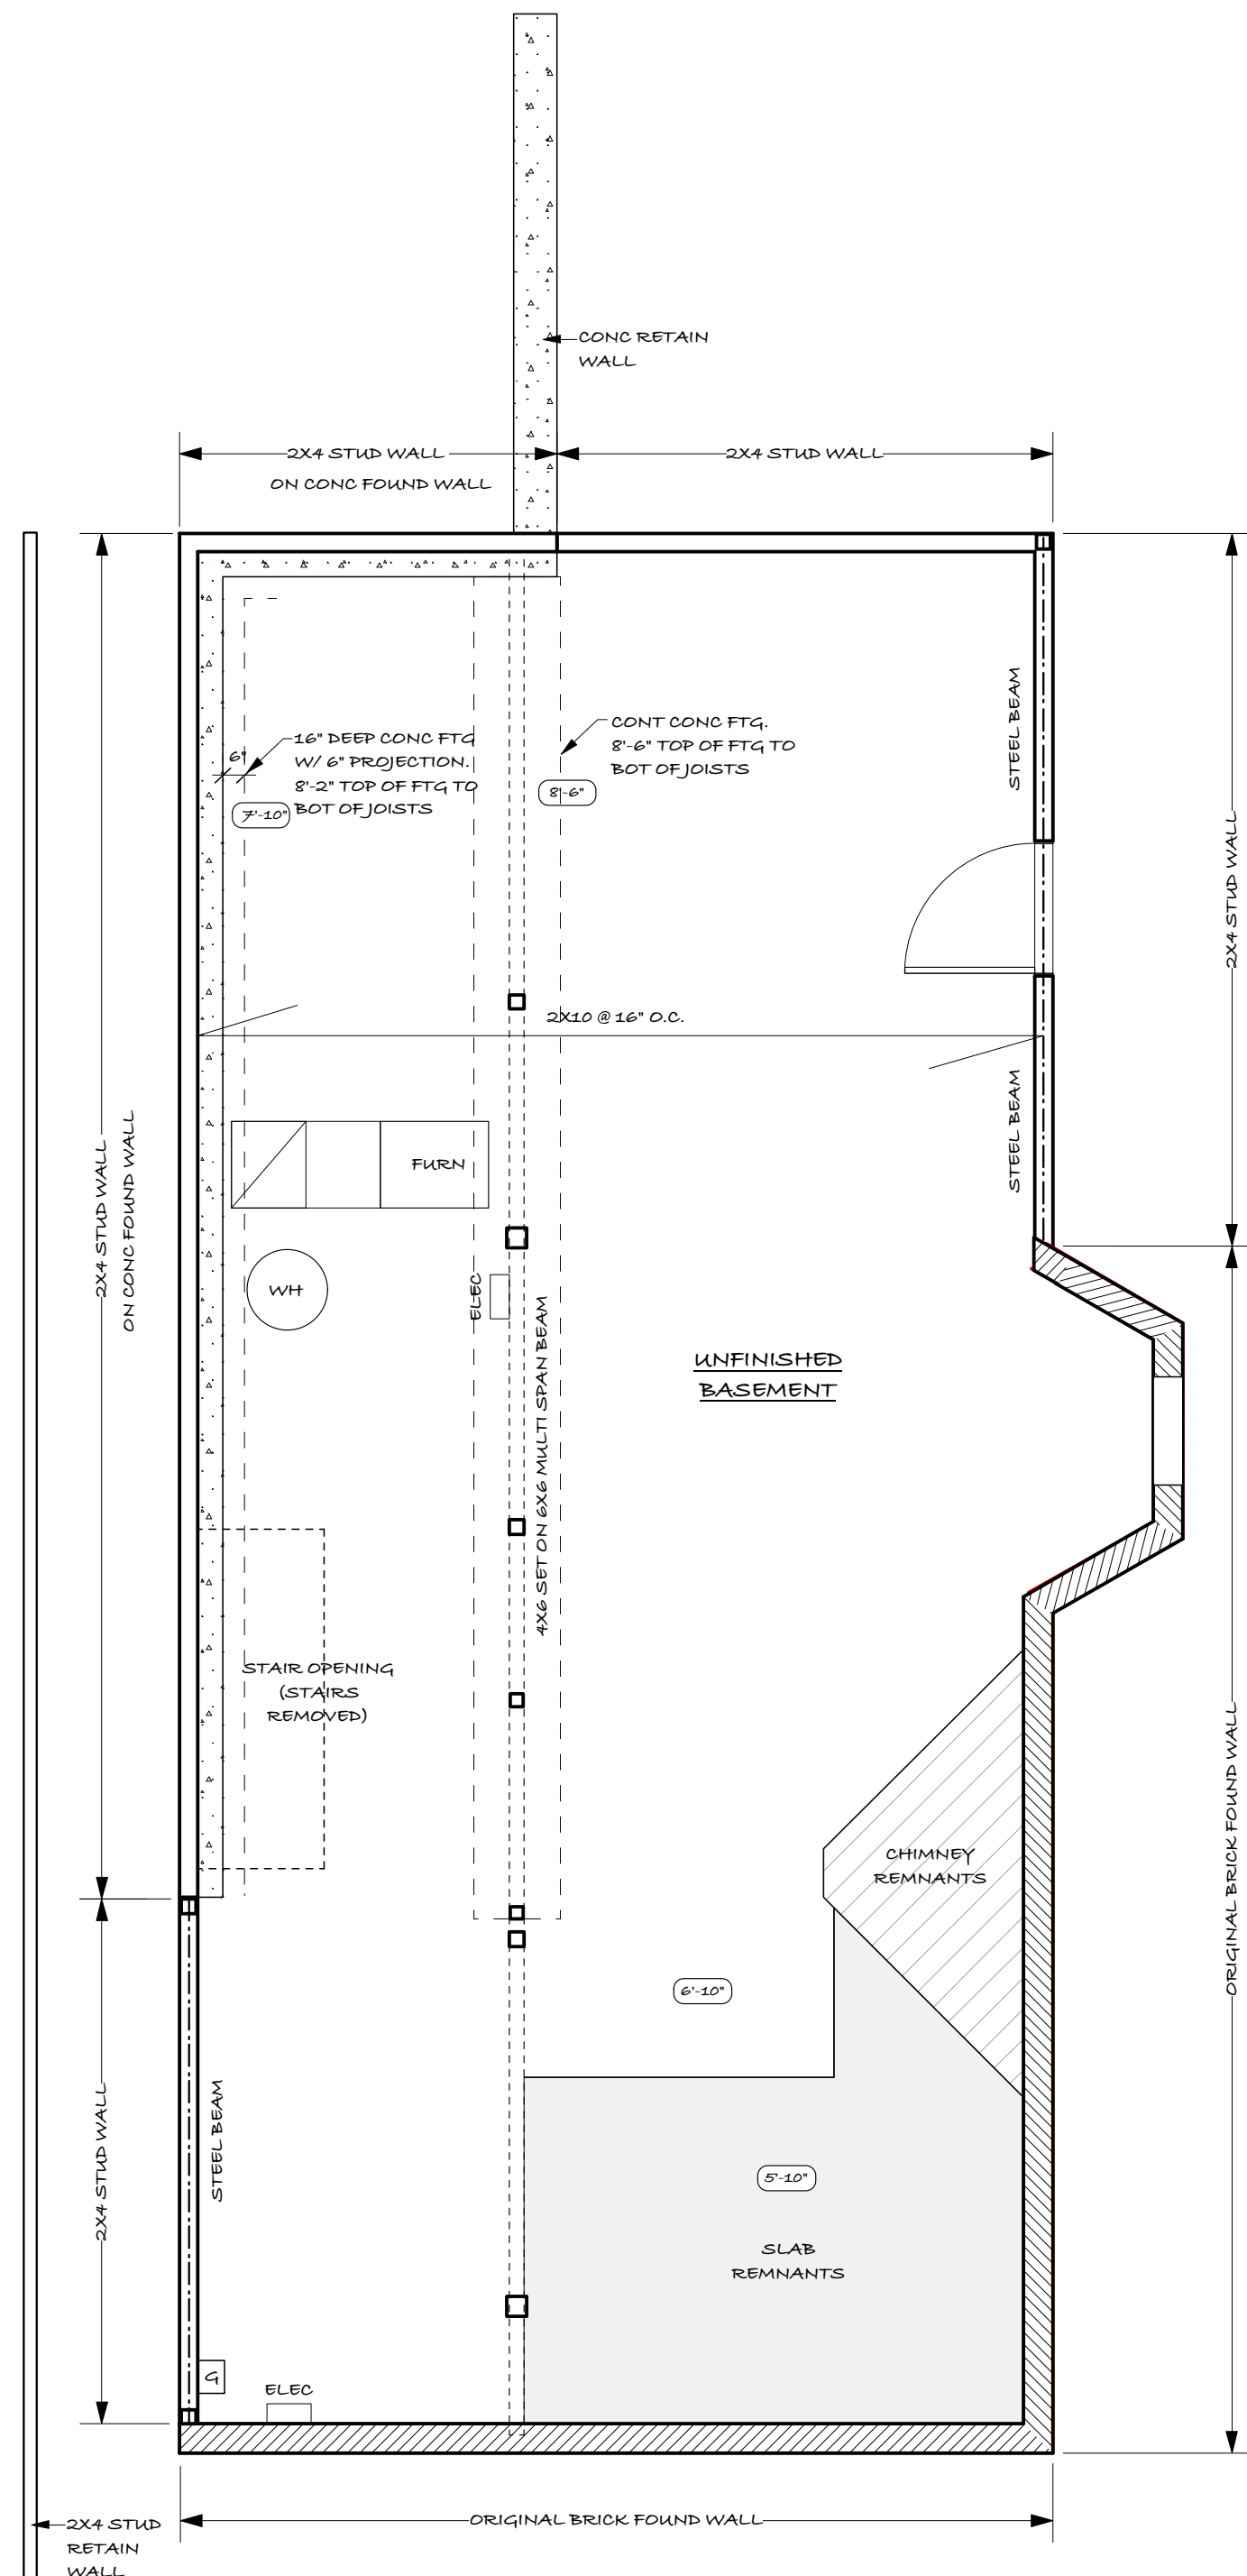 CONC RETAIN
WALL
2X4 STUD WALL
ON CONC FOUND WALL
2X4 STUD WALL
STEEL BEAM
CONT CONC FTG.
8'-6" TOP OF FTG TO
BOT OF JOISTS
6"
16" DEEP CONC FTG
W/ 6" PROJECTION.
8'-2" TOP OF FTG TO
BOT OF JOISTS
7'-10"
8'-6"
2X4 STUD WALL
2X10 @ 16" O.C.
STEEL BEAM
2X4 STUD WALL
ON CONC FOUND WALL
FURN
WH
ELEC
4X6 SET ON 6X6 MULTI SPAN BEAM
UNFINISHED
BASEMENT
STAIR OPENING
(STAIRS
REMOVED)
CHIMNEY
REMNANTS
ORIGINAL BRICK FOUND WALL
6'-10"
2X4 STUD WALL
STEEL BEAM
5'-10"
SLAB
REMNANTS
G
ELEC
ORIGINAL BRICK FOUND WALL
2X4 STUD
RETAIN
WALL